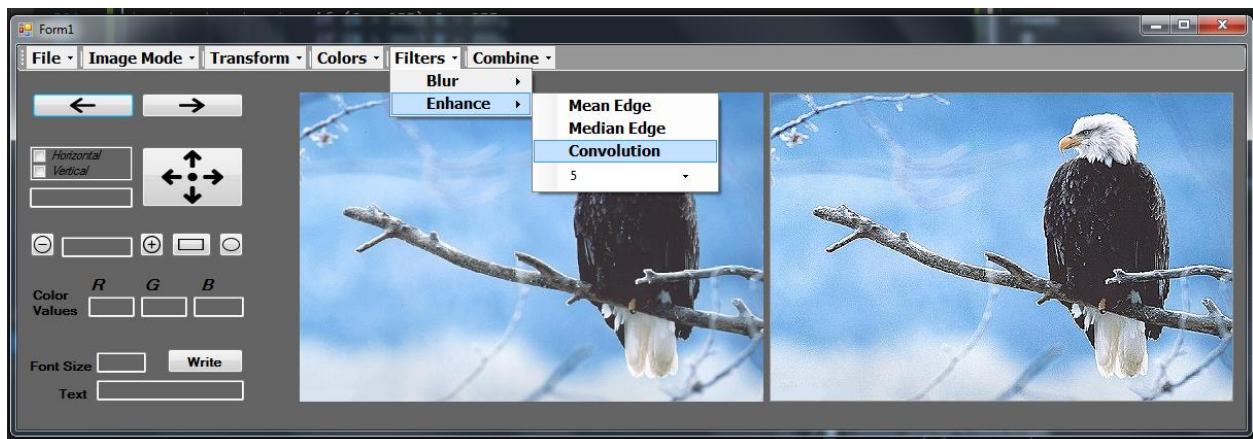 Form1
File Image Mode Transform Colors Filters Combine
Blur
Enhance
Mean Edge
Median Edge
Convolution
5
Horizontal
Vertical
R G B
Color
Values
Font Size
Write
Text